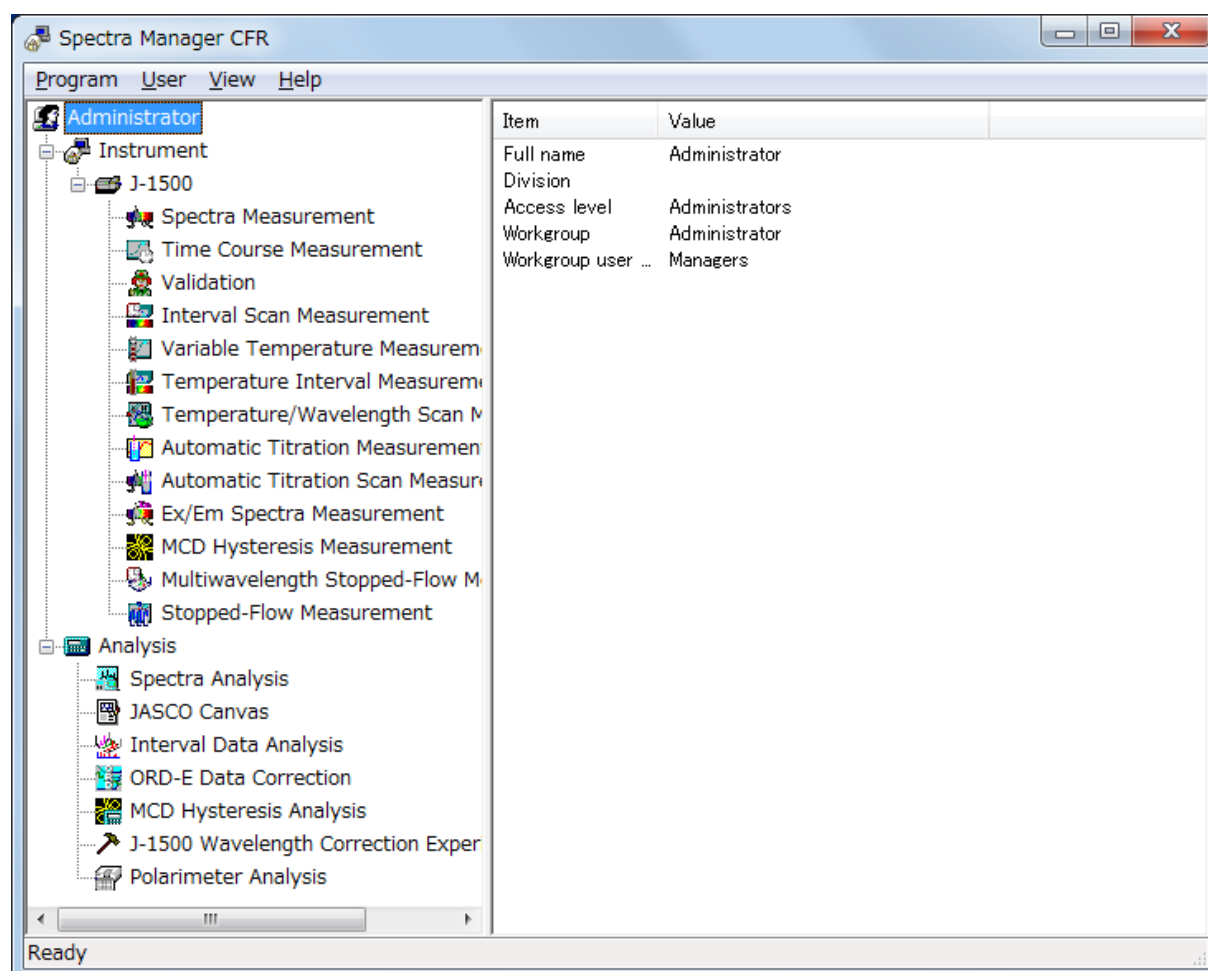 Spectra Manager CFR
Program User View Help
Administrator
Instrument
J-1500
Spectra Measurement
Time Course Measurement
Validation
Interval Scan Measurement
Variable Temperature Measurem
Temperature Interval Measureme
Temperature/Wavelength Scan M
Automatic Titration Measuremen
Automatic Titration Scan Measure
Ex/Em Spectra Measurement
MCD Hysteresis Measurement
Multiwavelength Stopped-Flow M
Stopped-Flow Measurement
Analysis
Spectra Analysis
JASCO Canvas
Interval Data Analysis
ORD-E Data Correction
MCD Hysteresis Analysis
J-1500 Wavelength Correction Exper
Polarimeter Analysis
Item Value
Full name Administrator
Division
Access level Administrators
Workgroup Administrator
Workgroup user ... Managers
Ready